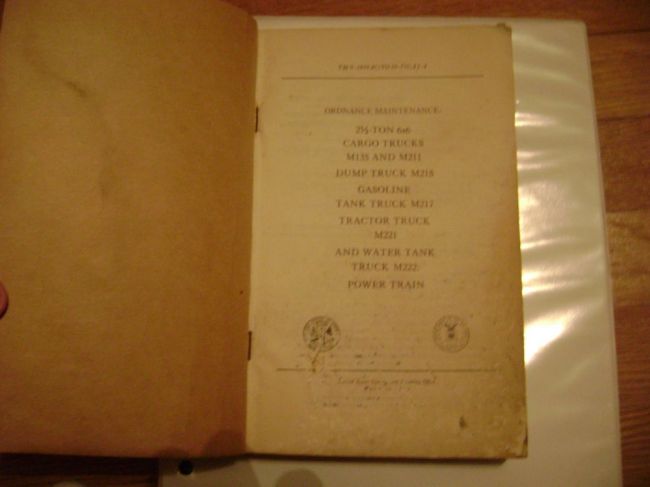 ORDNANCE MAINTENANCE:
2½-TON 6x6
CARGO TRUCKS
M135 AND M211
DUMP TRUCK M215
GASOLINE
TANK TRUCK M217
TRACTOR TRUCK
M221
AND WATER TANK
TRUCK M222:
POWER TRAIN